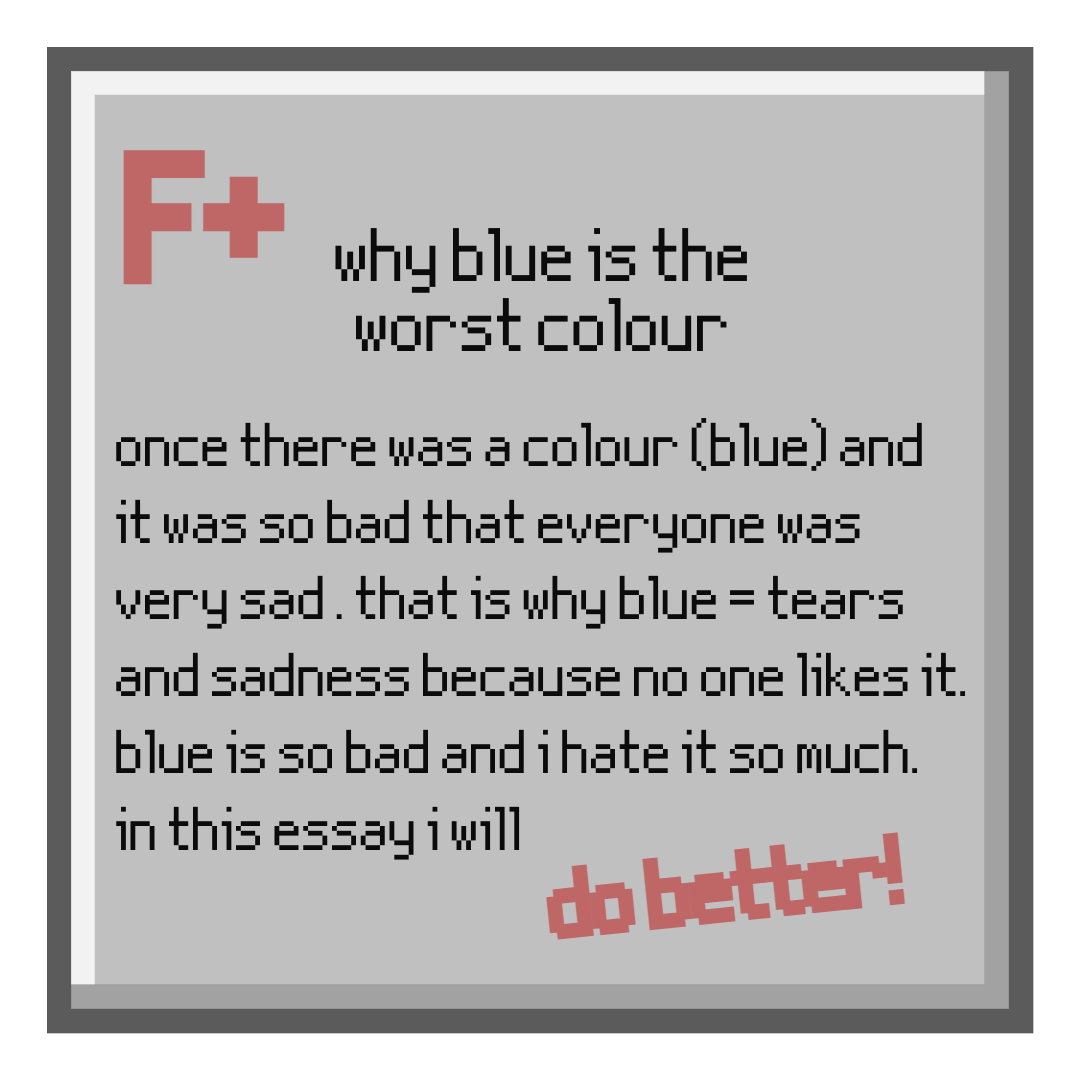 F+
why blue is the
worst colour
once there was a colour (blue) and
it was so bad that everyone was
very sad . that is why blue = tears
and sadness because no one likes it.
blue is so bad and i hate it so much.
in this essay i will
do better!